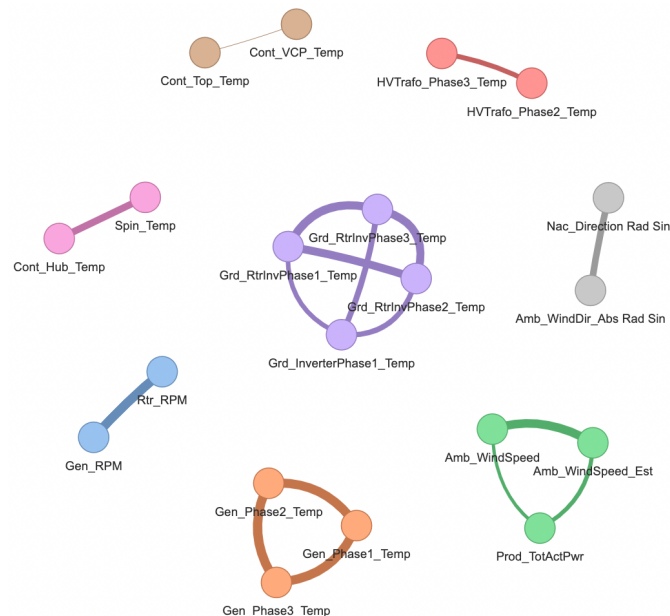 Cont_VCP_Temp
Cont_Top_Temp
HVTrafo_Phase3_Temp
HVTrafo_Phase2_Temp
Spin_Temp
Cont_Hub_Temp
Grd_RtrInvPhase3_Temp
Grd_RtrInvPhase1_Temp
Grd_RtrInvPhase2_Temp
Grd_InverterPhase1_Temp
Nac_Direction Rad Sin
Amb_WindDir_Abs Rad Sin
Rtr_RPM
Gen_RPM
Amb_WindSpeed
Amb_WindSpeed_Est
Prod_TotActPwr
Gen_Phase2_Temp
Gen_Phase1_Temp
Gen_Phase3_Temp